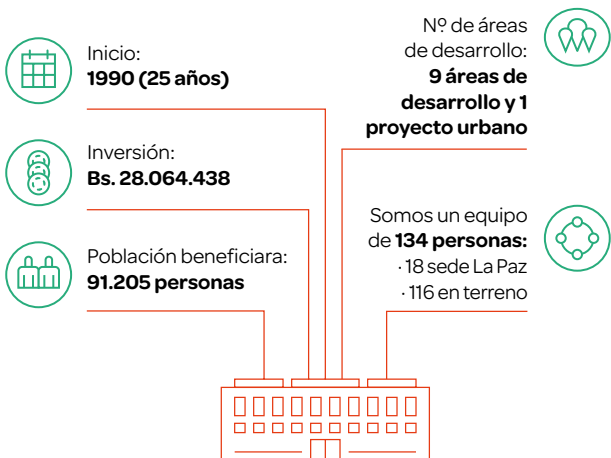 Inicio:
1990 (25 años)
Inversión:
Bs. 28.064.438
Población beneficiara:
91.205 personas
Nº de áreas
de desarrollo:
9 áreas de
desarrollo y 1
proyecto urbano
Somos un equipo
de 134 personas:
· 18 sede La Paz
· 116 en terreno